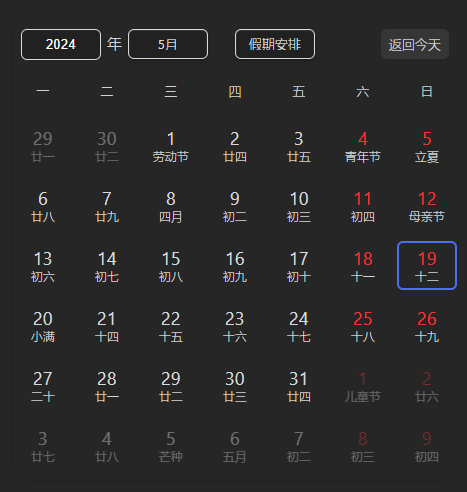 2024 年 5月 假期安排 返回今天
一 二 三 四 五 六 日
29 30 1 2 3 4 5
廿一 廿二 劳动节 廿四 廿五 青年节 立夏
6 7 8 9 10 11 12
廿八 廿九 四月 初二 初三 初四 母亲节
13 14 15 16 17 18 19
初六 初七 初八 初九 初十 十一 十二
20 21 22 23 24 25 26
小满 十四 十五 十六 十七 十八 十九
27 28 29 30 31 1 2
二十 廿一 廿二 廿三 廿四 儿童节 廿六
3 4 5 6 7 8 9
廿七 廿八 芒种 五月 初二 初三 初四